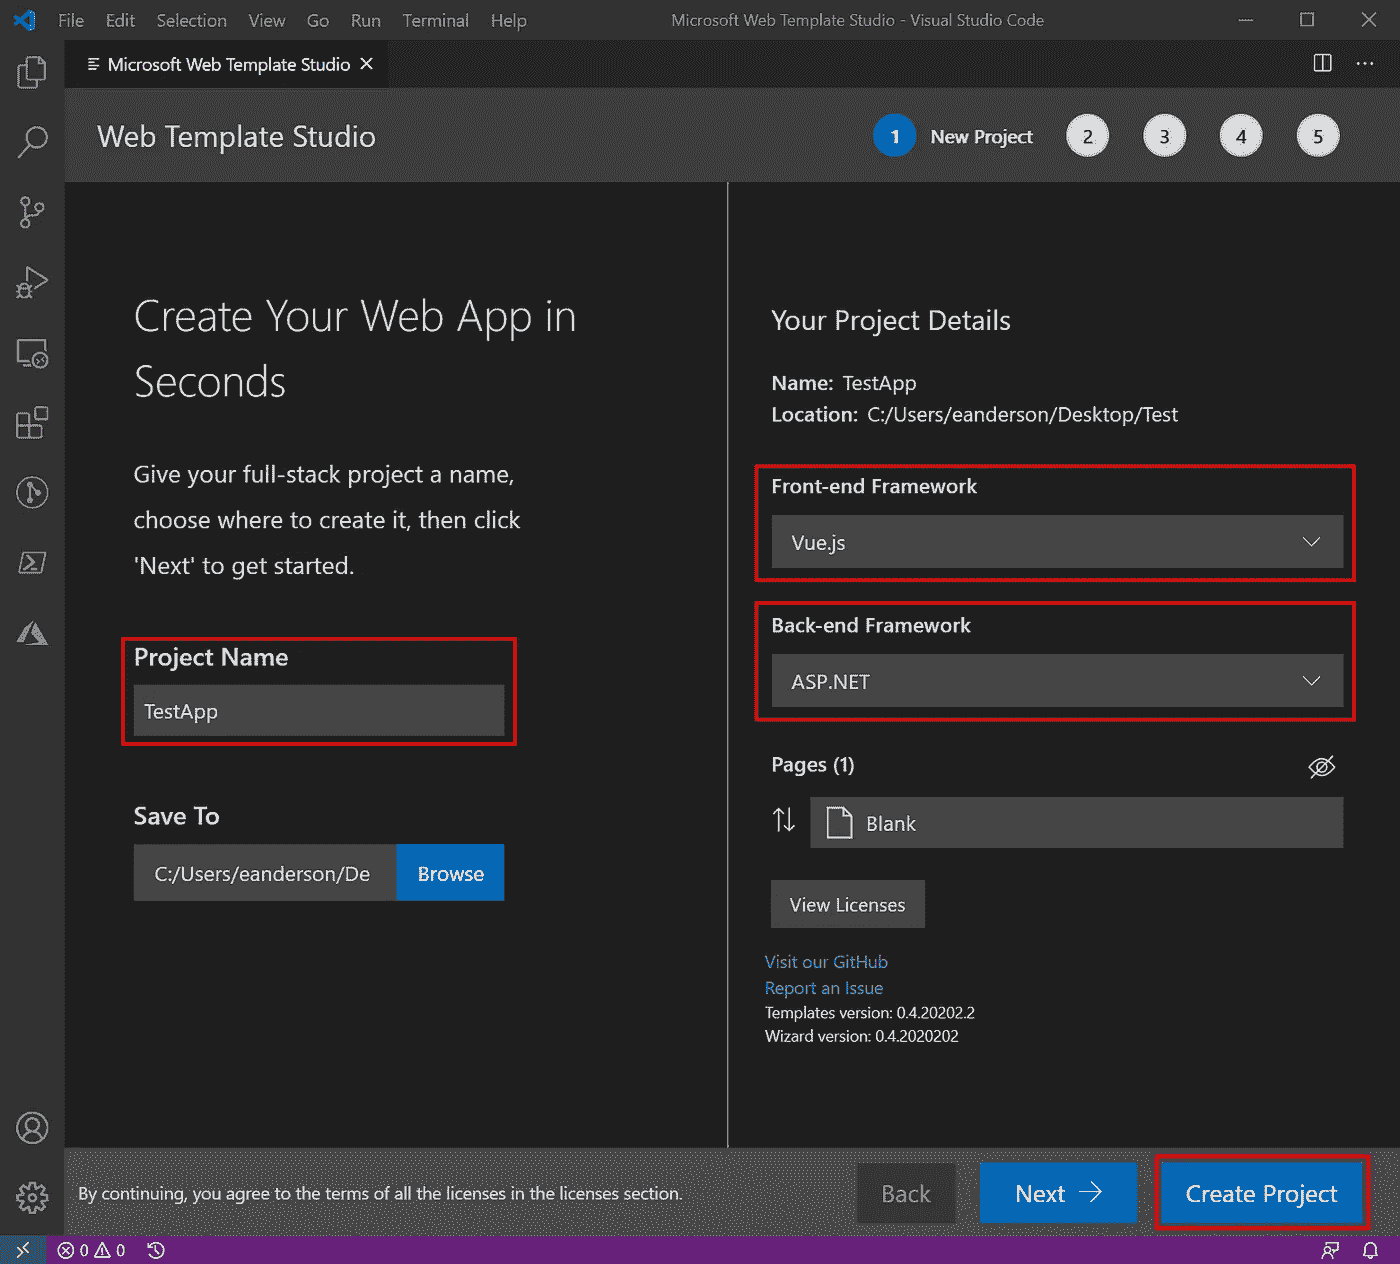 File Edit Selection View Go Run Terminal Help
Microsoft Web Template Studio - Visual Studio Code
Microsoft Web Template Studio
Web Template Studio
1 New Project 2 3 4 5
Create Your Web App in
Seconds
Give your full-stack project a name,
choose where to create it, then click
'Next' to get started.
Project Name
TestApp
Save To
C:/Users/eanderson/De
Browse
Your Project Details
Name: TestApp
Location: C:/Users/eanderson/Desktop/Test
Front-end Framework
Vue.js
Back-end Framework
ASP.NET
Pages (1)
Blank
View Licenses
Visit our GitHub
Report an Issue
Templates version: 0.4.20202.2
Wizard version: 0.4.2020202
By continuing, you agree to the terms of all the licenses in the licenses section.
Back
Next
Create Project
0 0